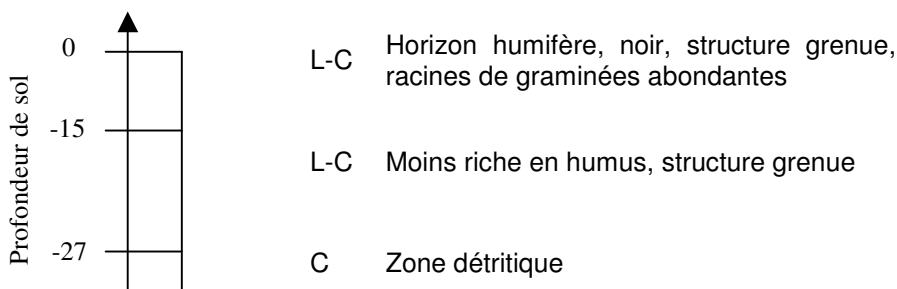 Profondeur de sol
0
L-C Horizon humifère, noir, structure grenue,
racines de graminées abondantes
-15
L-C Moins riche en humus, structure grenue
-27
C Zone détritique